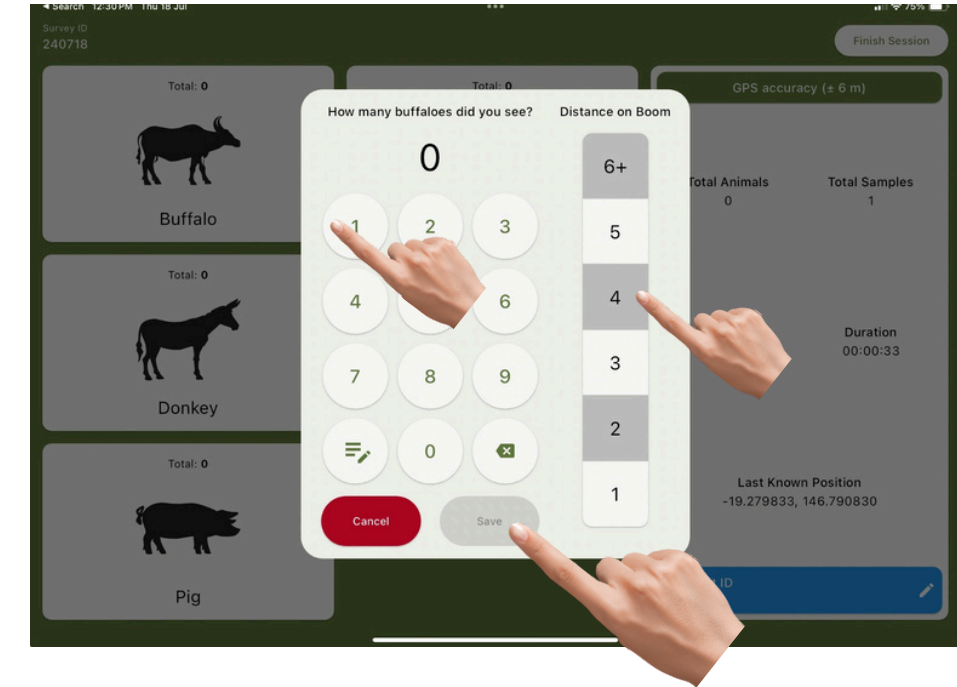 ◀ Search 12:30 PM Thu 18 Jul
75%
Survey ID
240718
Finish Session
Total: 0
Buffalo
Total: 0
Donkey
Total: 0
Pig
Total: 0
How many buffaloes did you see?
0
1 2 3
4 6
7 8 9
0
Cancel Save
Distance on Boom
6+
5
4
3
2
1
GPS accuracy (± 6 m)
Total Animals
0
Total Samples
1
Duration
00:00:33
Last Known Position
-19.279833, 146.790830
ID